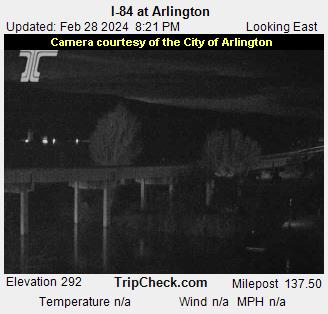 I-84 at Arlington
Updated: Feb 28 2024 8:21 PM Looking East
Camera courtesy of the City of Arlington
Elevation 292 TripCheck.com Milepost 137.50
Temperature n/a Wind n/a MPH n/a